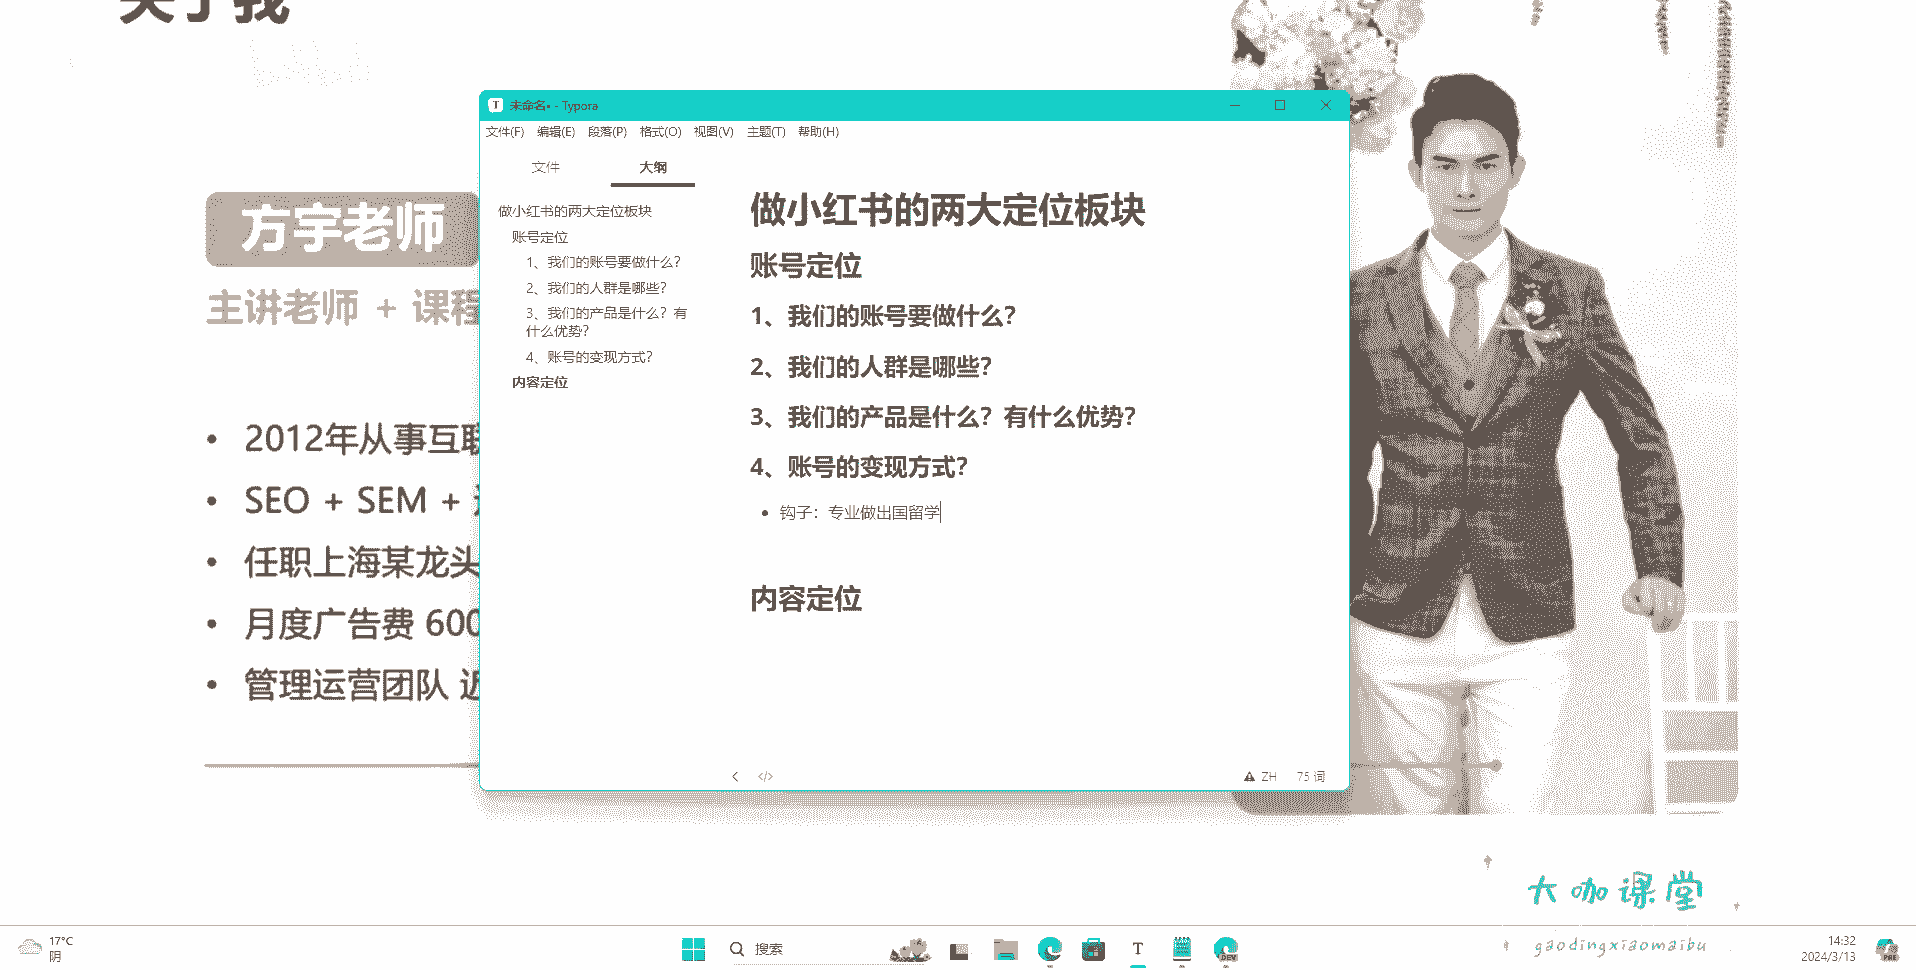 关于我
方宇老师
主讲老师 + 课程
2012年从事互联
SEO + SEM +
任职上海某龙头
月度广告费 600
管理运营团队 近
未命名• - Typora
文件(F) 编辑(E) 段落(P) 格式(O) 视图(V) 主题(T) 帮助(H)
文件 大纲
做小红书的两大定位板块
账号定位
1、我们的账号要做什么？
2、我们的人群是哪些？
3、我们的产品是什么？有
什么优势？
4、账号的变现方式？
内容定位
做小红书的两大定位板块
账号定位
1、我们的账号要做什么？
2、我们的人群是哪些？
3、我们的产品是什么？有什么优势？
4、账号的变现方式？
钩子：专业做出国留学
内容定位
ZH 75 词
大咖课堂
gaodingxiaomaibu
17°C
阴
搜索
T
DEV
14:32
2024/3/13
PRE